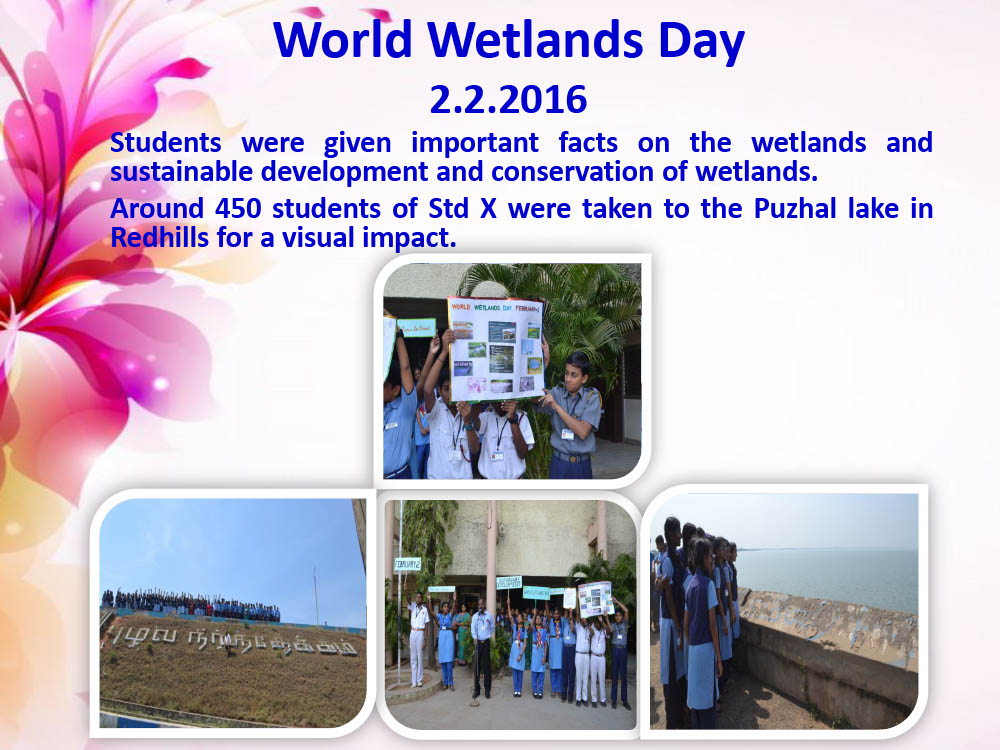 World Wetlands Day
2.2.2016
Students were given important facts on the wetlands and
sustainable development and conservation of wetlands.
Around 450 students of Std X were taken to the Puzhal lake in
Redhills for a visual impact.
WORLD WETLANDS DAY FEBRUARY-2
FEBRUARY-2
SUSTAINABLE
DEVELOPMENT